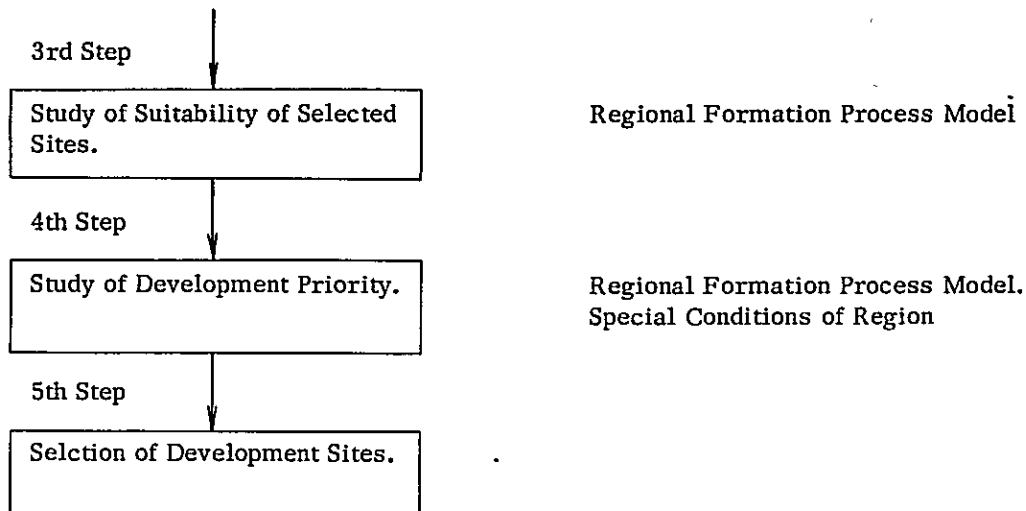 3rd Step
Study of Suitability of Selected
Sites.
Regional Formation Process Model
4th Step
Study of Development Priority.
Regional Formation Process Model.
Special Conditions of Region
5th Step
Selction of Development Sites.